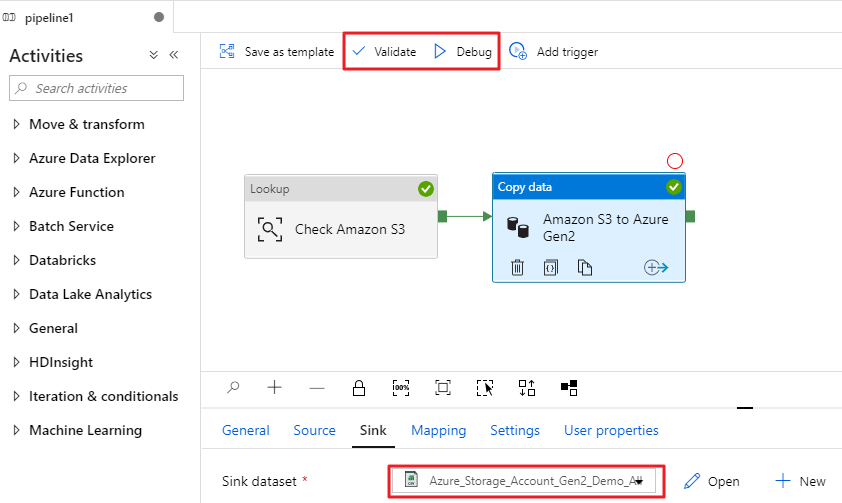 pipeline1
Activities
Search activities
Move & transform
Azure Data Explorer
Azure Function
Batch Service
Databricks
Data Lake Analytics
General
HDInsight
Iteration & conditionals
Machine Learning
Save as template
Validate
Debug
Add trigger
Lookup
Check Amazon S3
Copy data
Amazon S3 to Azure
Gen2
100%
General
Source
Sink
Mapping
Settings
User properties
Sink dataset *
Azure_Storage_Account_Gen2_Demo_All
Open
New